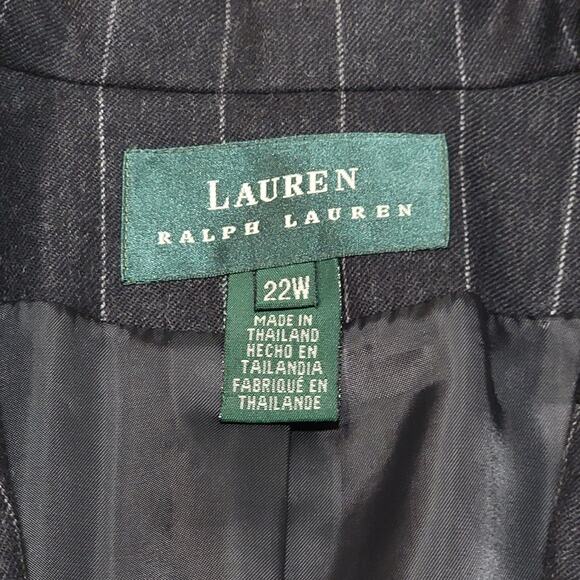 LAUREN
RALPH LAUREN
22W
MADE IN
THAILAND
HECHO EN
TAILANDIA
FABRIQUÉ EN
THAILANDE